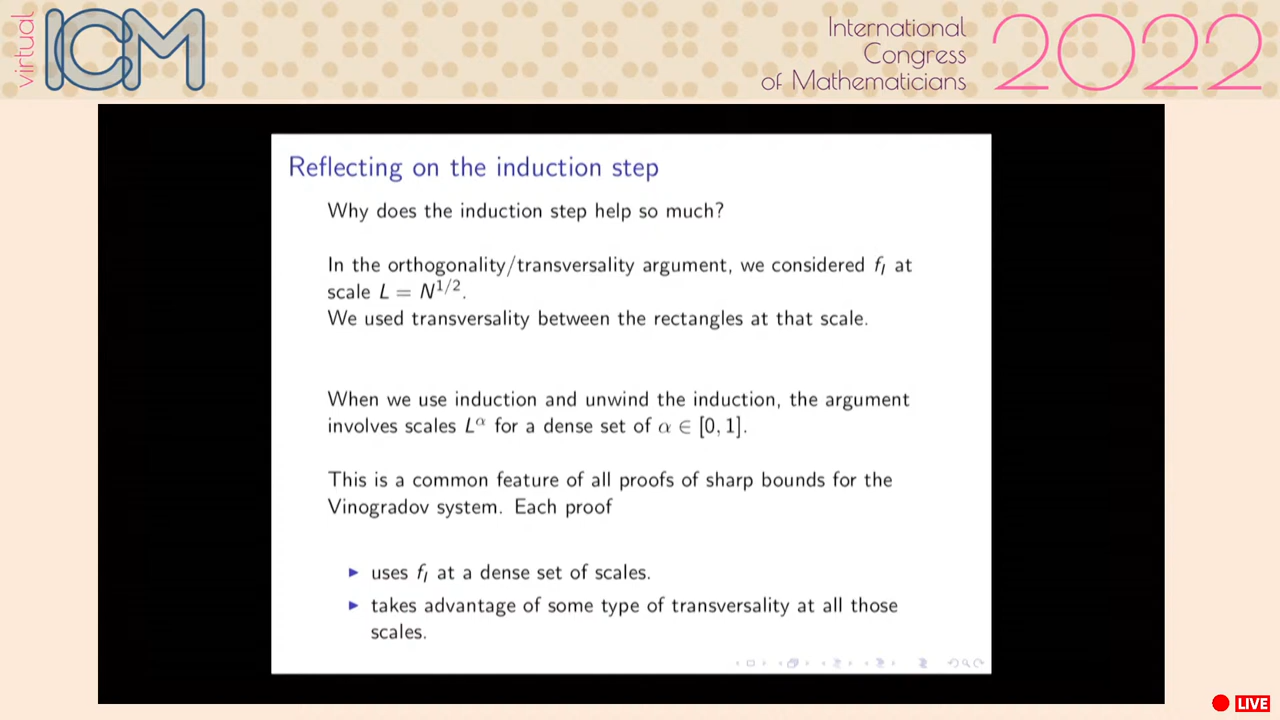 virtual
ICM
International
Congress
of Mathematicians
2022
Reflecting on the induction step
Why does the induction step help so much?
In the orthogonality/transversality argument, we considered f_I at
scale L = N^{1/2}.
We used transversality between the rectangles at that scale.
When we use induction and unwind the induction, the argument
involves scales L^α for a dense set of α ∈ [0, 1].
This is a common feature of all proofs of sharp bounds for the
Vinogradov system. Each proof
▶ uses f_I at a dense set of scales.
▶ takes advantage of some type of transversality at all those
scales.
LIVE